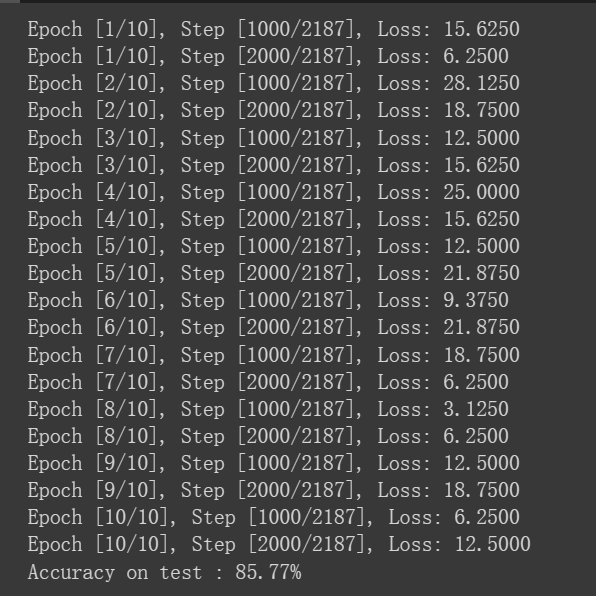 Epoch [1/10], Step [1000/2187], Loss: 15.6250
Epoch [1/10], Step [2000/2187], Loss: 6.2500
Epoch [2/10], Step [1000/2187], Loss: 28.1250
Epoch [2/10], Step [2000/2187], Loss: 18.7500
Epoch [3/10], Step [1000/2187], Loss: 12.5000
Epoch [3/10], Step [2000/2187], Loss: 15.6250
Epoch [4/10], Step [1000/2187], Loss: 25.0000
Epoch [4/10], Step [2000/2187], Loss: 15.6250
Epoch [5/10], Step [1000/2187], Loss: 12.5000
Epoch [5/10], Step [2000/2187], Loss: 21.8750
Epoch [6/10], Step [1000/2187], Loss: 9.3750
Epoch [6/10], Step [2000/2187], Loss: 21.8750
Epoch [7/10], Step [1000/2187], Loss: 18.7500
Epoch [7/10], Step [2000/2187], Loss: 6.2500
Epoch [8/10], Step [1000/2187], Loss: 3.1250
Epoch [8/10], Step [2000/2187], Loss: 6.2500
Epoch [9/10], Step [1000/2187], Loss: 12.5000
Epoch [9/10], Step [2000/2187], Loss: 18.7500
Epoch [10/10], Step [1000/2187], Loss: 6.2500
Epoch [10/10], Step [2000/2187], Loss: 12.5000
Accuracy on test : 85.77%